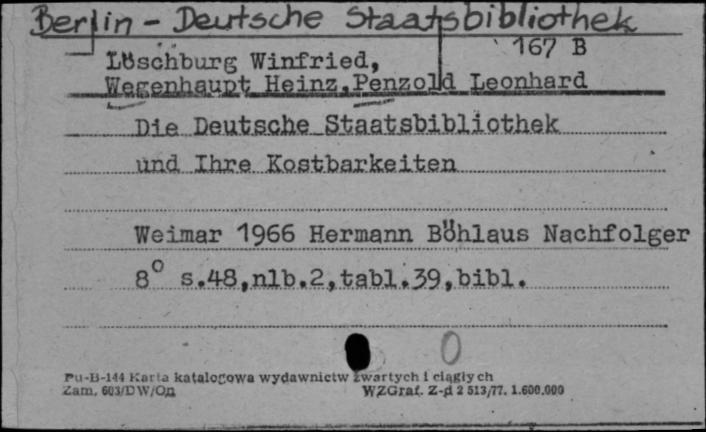 Berlin - Deutsche Staatsbibliothek
167 B
Löschburg Winfried,
Wegenhaupt Heinz, Penzold Leonhard
Die Deutsche Staatsbibliothek
und Ihre Kostbarkeiten
Weimar 1966 Hermann Böhlaus Nachfolger
8° s.48,nlb.2,tabl.39,bibl.
0
Pu-B-144 Karta katalogowa wydawnictw zwartych i ciągłych
Zam. 603/DW/On WZGraf. Z-d 2 513/77. 1.600.000